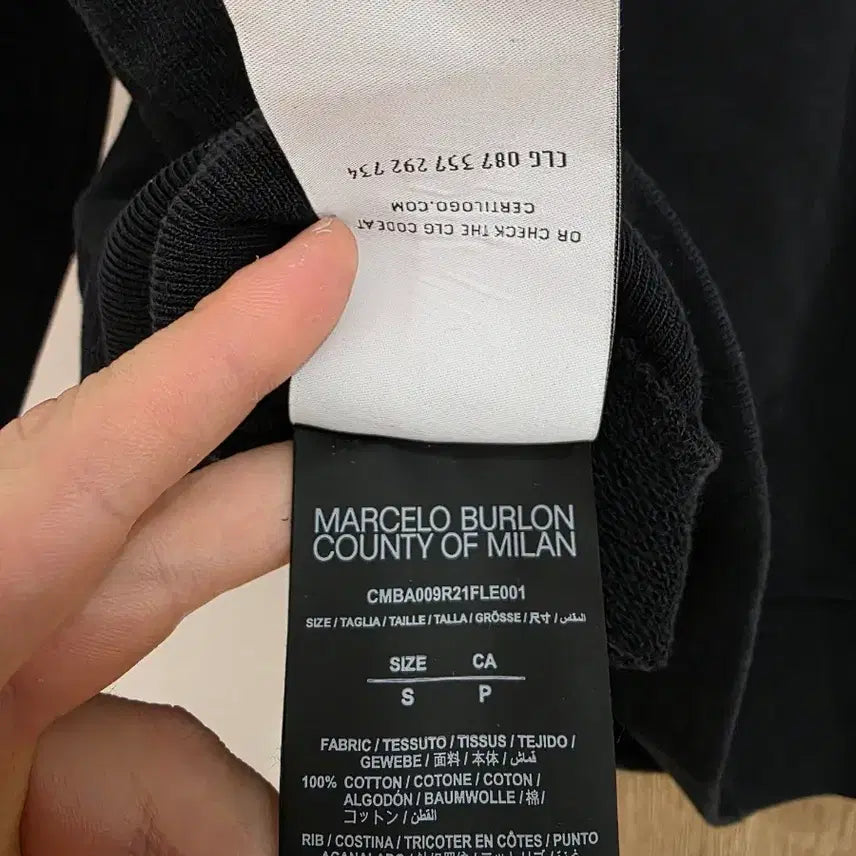 OR CHECK THE CLG CODE AT
CERTILOGO.COM
CLG 087 357 292 734
MARCELO BURLON
COUNTY OF MILAN
CMBA009R21FLE001
SIZE / TAGLIA / TAILLE / TALLA / GRÖSSE / 尺寸 / المقاس
SIZE CA
S P
FABRIC / TESSUTO / TISSUS / TEJIDO /
GEWEBE / 面料 / 本体 / قماش /
100% COTTON / COTONE / COTON /
ALGODÓN / BAUMWOLLE / 棉 /
コットン / القطن /
RIB / COSTINA / TRICOTER EN CÔTES / PUNTO